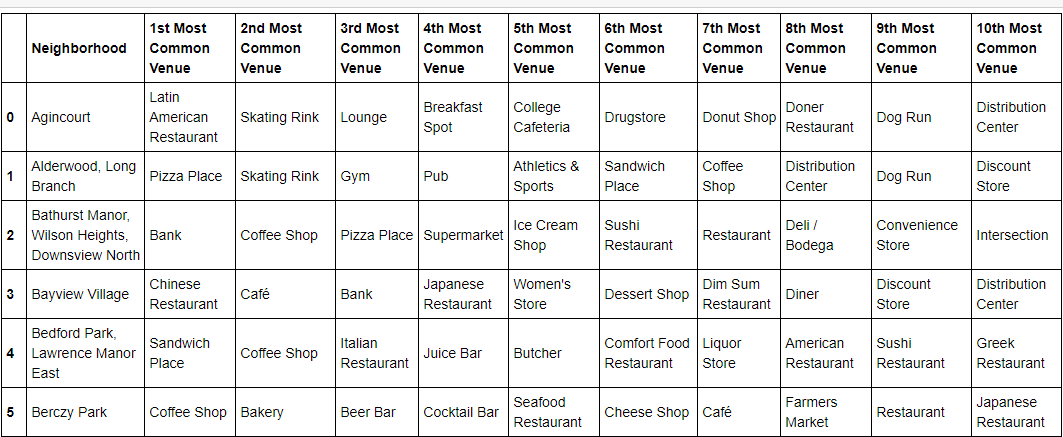 Neighborhood 1st Most Common Venue 2nd Most Common Venue 3rd Most Common Venue 4th Most Common Venue 5th Most Common Venue 6th Most Common Venue 7th Most Common Venue 8th Most Common Venue 9th Most Common Venue 10th Most Common Venue
0 Agincourt Latin American Restaurant Skating Rink Lounge Breakfast Spot College Cafeteria Drugstore Donut Shop Doner Restaurant Dog Run Distribution Center
1 Alderwood, Long Branch Pizza Place Skating Rink Gym Pub Athletics & Sports Sandwich Place Coffee Shop Distribution Center Dog Run Discount Store
2 Bathurst Manor, Wilson Heights, Downsview North Bank Coffee Shop Pizza Place Supermarket Ice Cream Shop Sushi Restaurant Restaurant Deli / Bodega Convenience Store Intersection
3 Bayview Village Chinese Restaurant Café Bank Japanese Restaurant Women's Store Dessert Shop Dim Sum Restaurant Diner Discount Store Distribution Center
4 Bedford Park, Lawrence Manor East Sandwich Place Coffee Shop Italian Restaurant Juice Bar Butcher Comfort Food Restaurant Liquor Store American Restaurant Sushi Restaurant Greek Restaurant
5 Berczy Park Coffee Shop Bakery Beer Bar Cocktail Bar Seafood Restaurant Cheese Shop Café Farmers Market Restaurant Japanese Restaurant